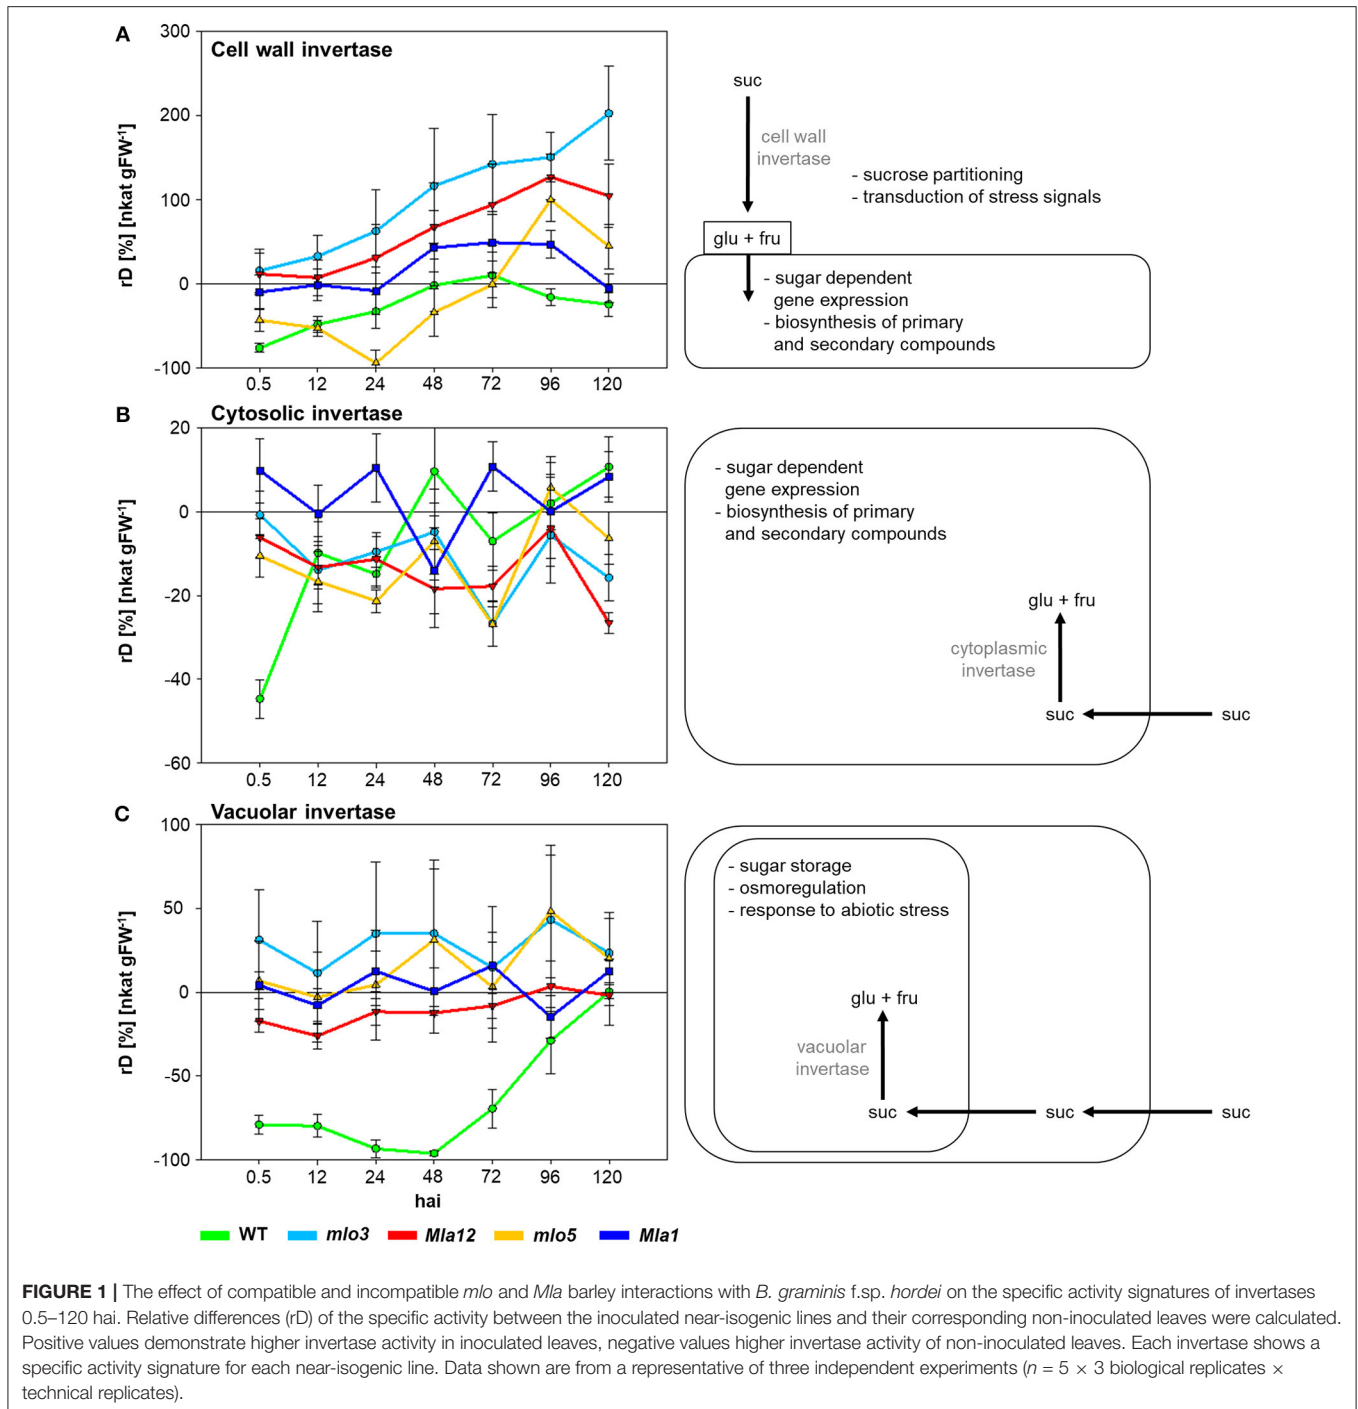 A
Cell wall invertase
300
200
100
0
-100
rD [%] [nkat gFW⁻¹]
0.5 12 24 48 72 96 120
suc
cell wall
invertase
- sucrose partitioning
- transduction of stress signals
glu + fru
- sugar dependent
gene expression
- biosynthesis of primary
and secondary compounds
B
Cytosolic invertase
20
0
-20
-40
-60
rD [%] [nkat gFW⁻¹]
0.5 12 24 48 72 96 120
- sugar dependent
gene expression
- biosynthesis of primary
and secondary compounds
glu + fru
cytoplasmic
invertase
suc suc
C
Vacuolar invertase
100
50
0
-50
-100
rD [%] [nkat gFW⁻¹]
0.5 12 24 48 72 96 120
hai
- sugar storage
- osmoregulation
- response to abiotic stress
glu + fru
vacuolar
invertase
suc suc suc
WT mlo3 Mla12 mlo5 Mla1
FIGURE 1 | The effect of compatible and incompatible mlo and Mla barley interactions with B. graminis f.sp. hordei on the specific activity signatures of invertases
0.5–120 hai. Relative differences (rD) of the specific activity between the inoculated near-isogenic lines and their corresponding non-inoculated leaves were calculated.
Positive values demonstrate higher invertase activity in inoculated leaves, negative values higher invertase activity of non-inoculated leaves. Each invertase shows a
specific activity signature for each near-isogenic line. Data shown are from a representative of three independent experiments (n = 5 × 3 biological replicates ×
technical replicates).